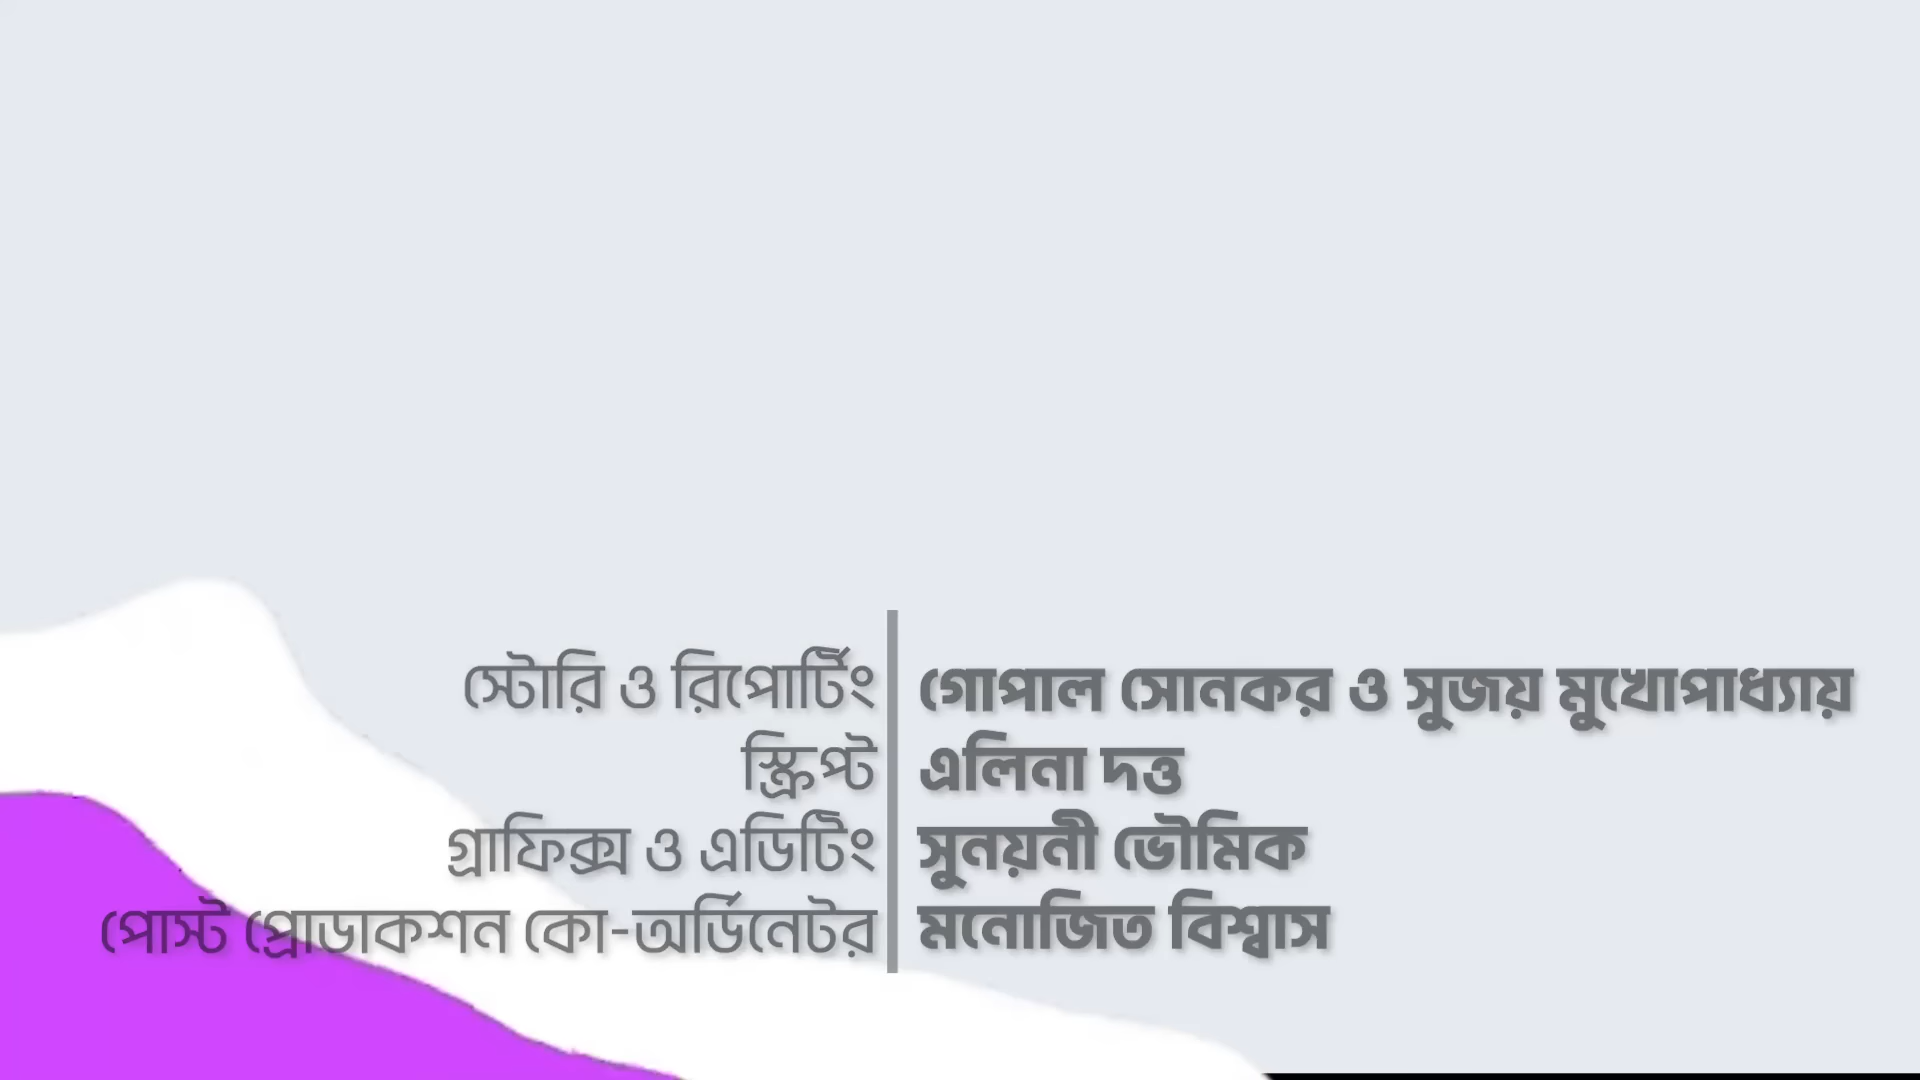 স্টোরি ও রিপোর্টিং গোপাল সোনকর ও সুজয় মুখোপাধ্যায়
স্ক্রিপ্ট এলিনা দত্ত
গ্রাফিক্স ও এডিটিং সুনয়নী ভৌমিক
পোস্ট প্রোডাকশন কো-অর্ডিনেটর মনোজিত বিশ্বাস